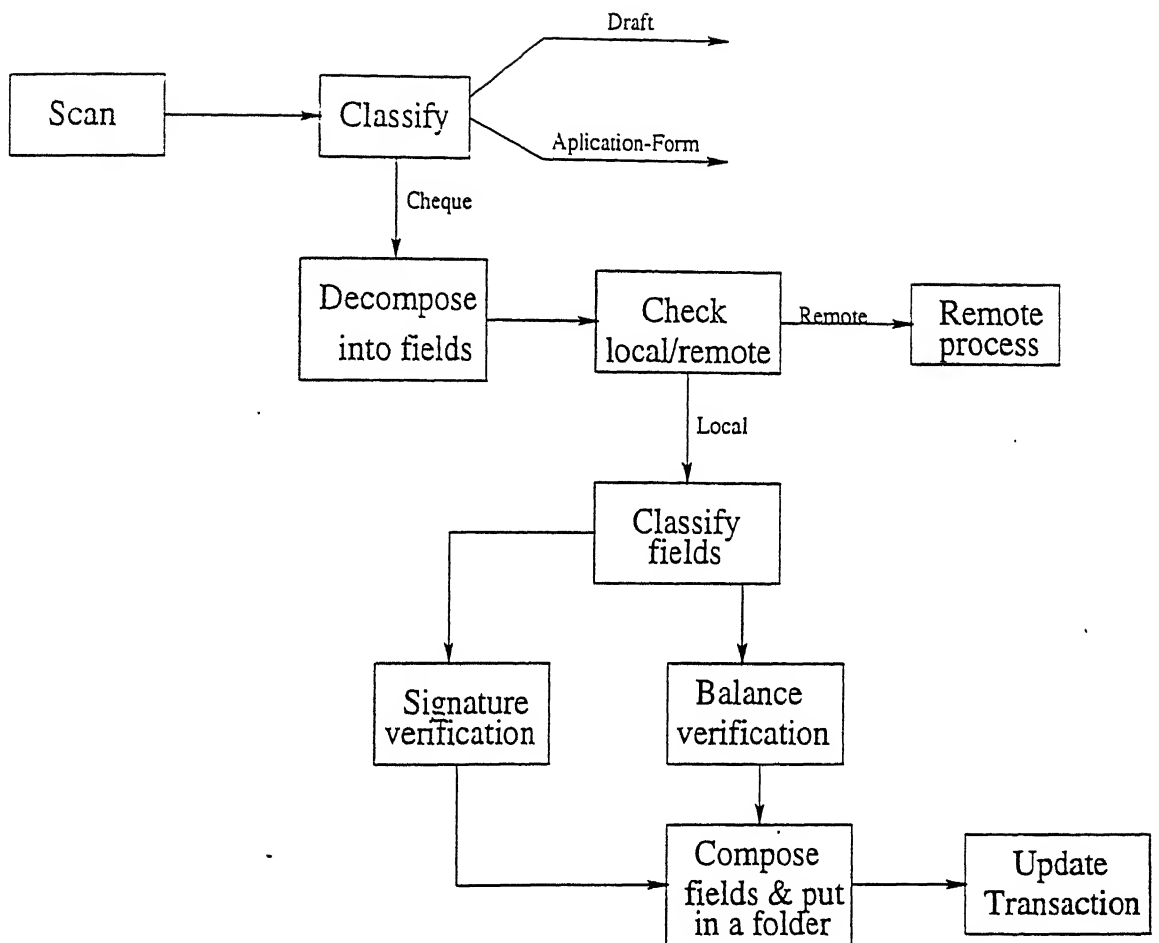 Draft
Scan
Classify
Aplication-Form
Cheque
Decompose
into fields
Check
local/remote
Remote
Remote
process
Local
Classify
fields
Signature
verification
Balance
verification
Compose
fields & put
in a folder
Update
Transaction